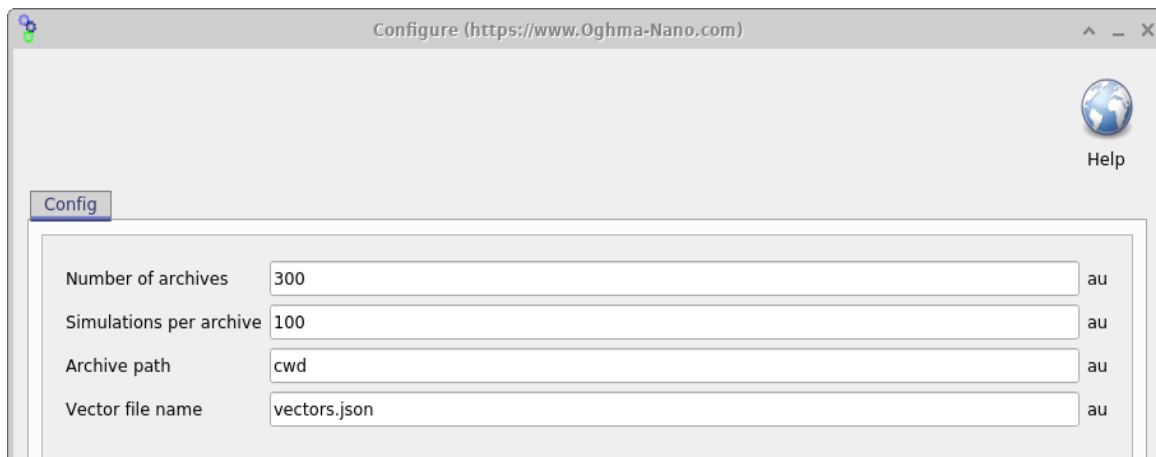 Configure (https://www.Oghma-Nano.com)
Help
Config
Number of archives 300 au
Simulations per archive 100 au
Archive path cwd au
Vector file name vectors.json au